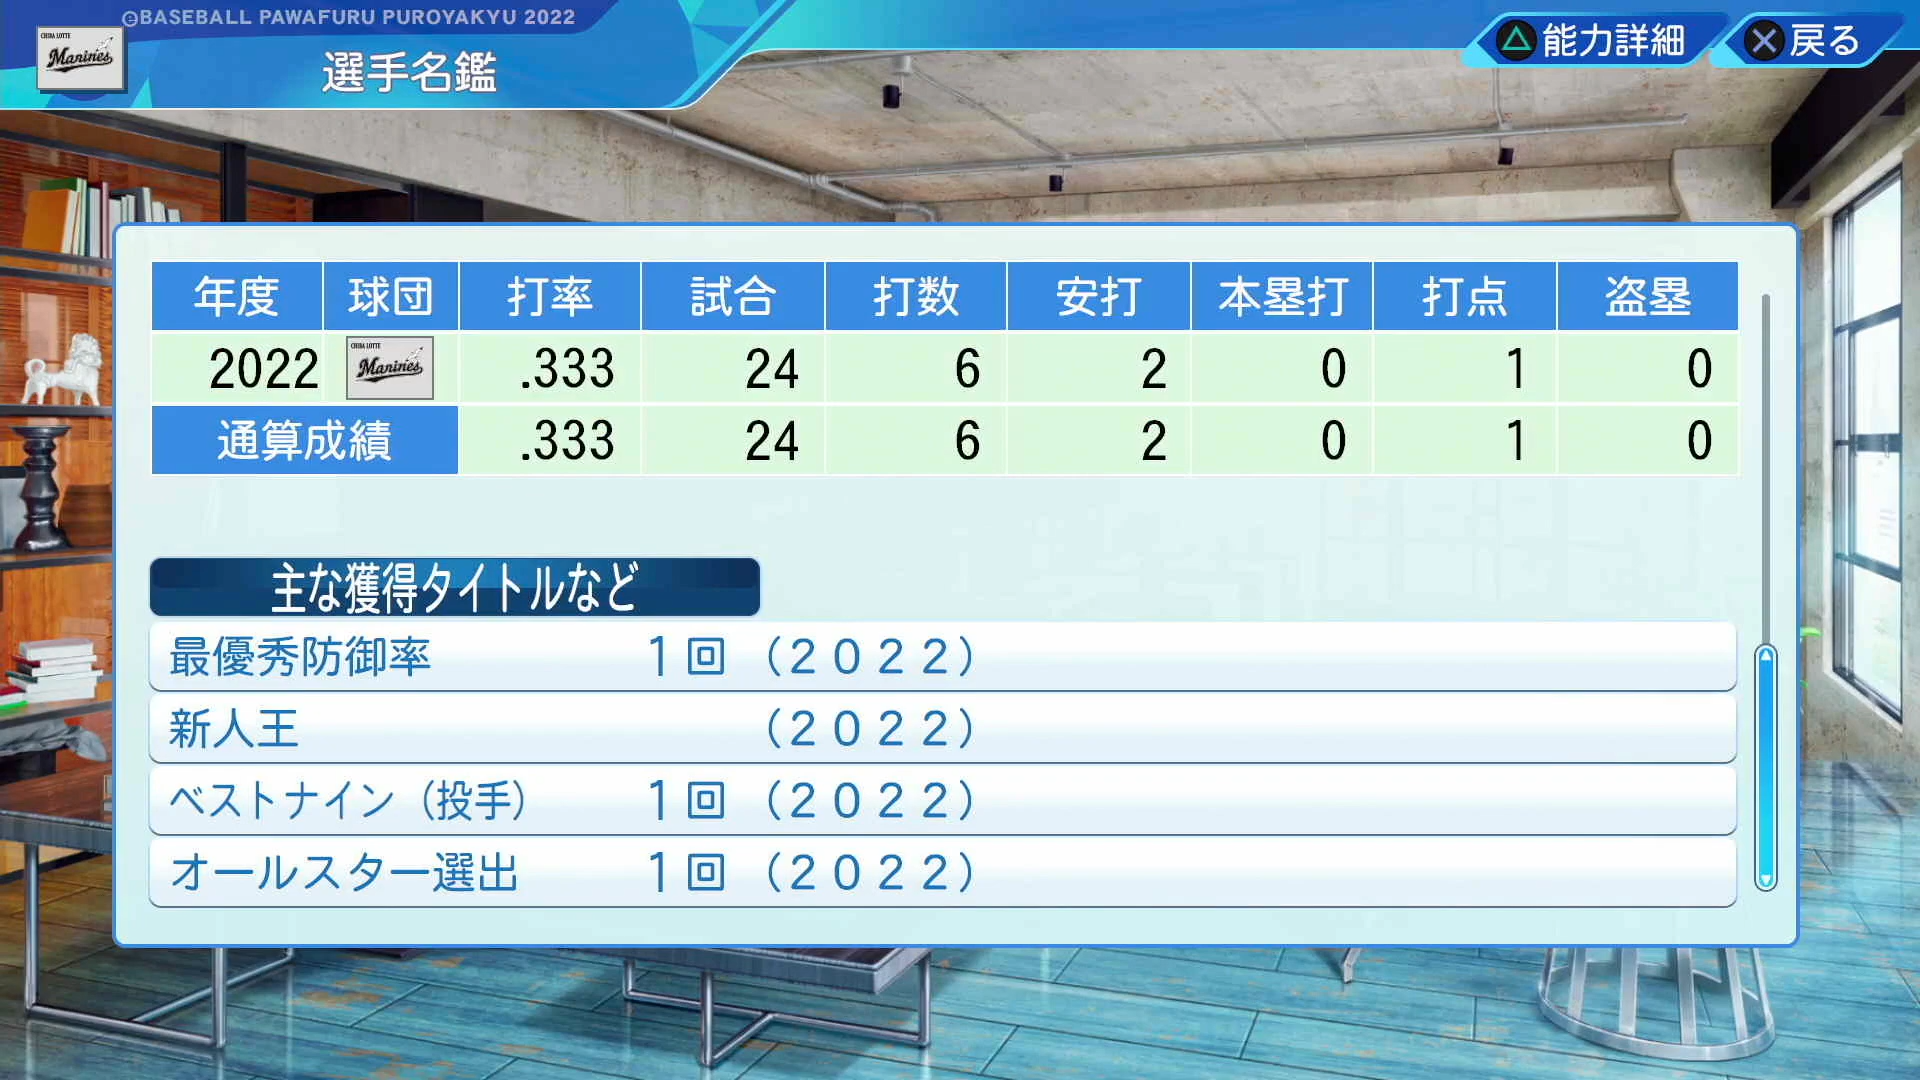 eBASEBALL PAWAFURU PUROYAKYU 2022
CHIBA LOTTE
Marines
選手名鑑
能力詳細
戻る
年度 球団 打率 試合 打数 安打 本塁打 打点 盗塁
2022 CHIBA LOTTE Marines .333 24 6 2 0 1 0
通算成績 .333 24 6 2 0 1 0
主な獲得タイトルなど
最優秀防御率 1回 (2022)
新人王 (2022)
ベストナイン(投手) 1回 (2022)
オールスター選出 1回 (2022)